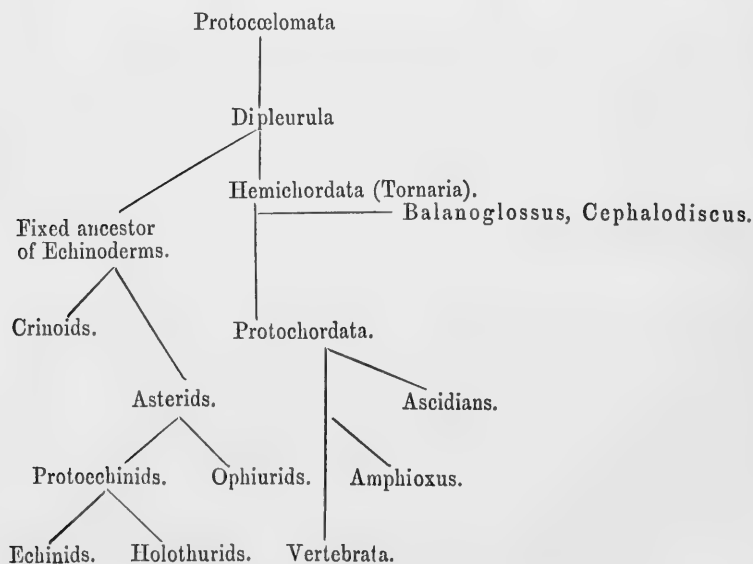 Protocœlomata
Dipleurula
Hemichordata (Tornaria).
Balanoglossus, Cephalodiscus.
Fixed ancestor
of Echinoderms.
Crinoids.
Protochordata.
Asterids.
Ascidians.
Protoechinids.
Ophiurids.
Amphioxus.
Echinids.
Holothurids.
Vertebrata.